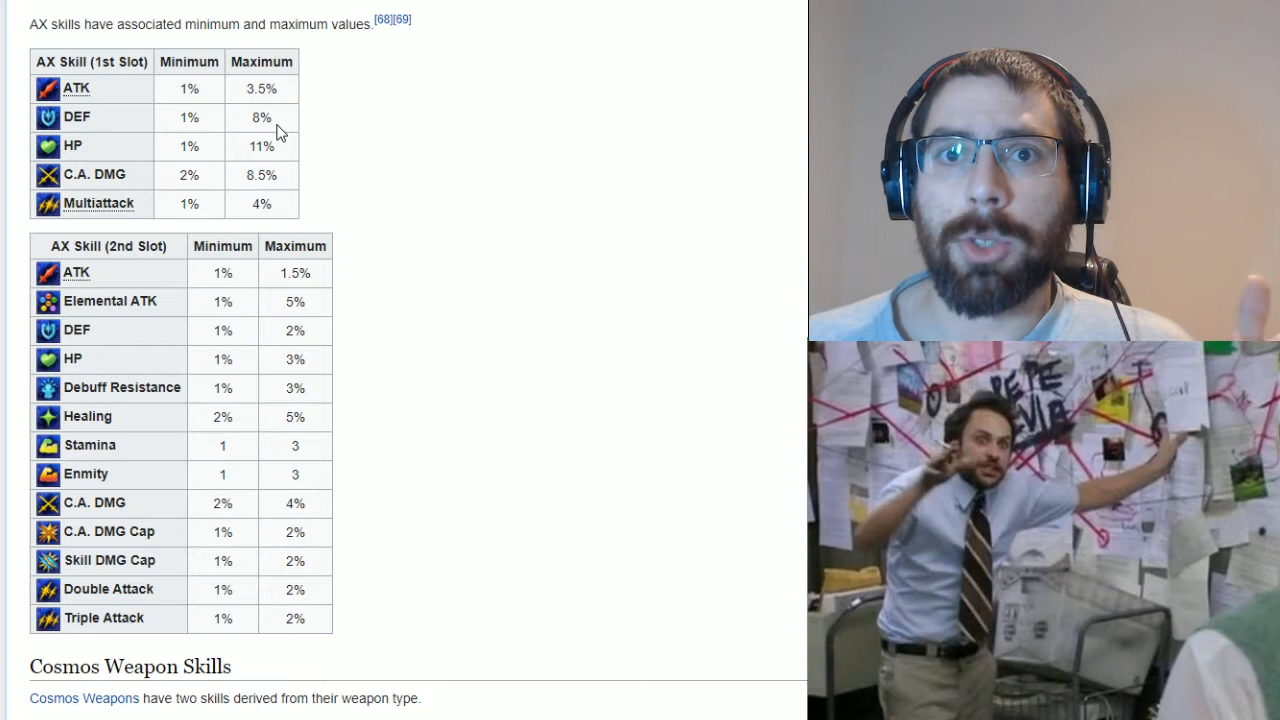 AX skills have associated minimum and maximum values.[68][69]
AX Skill (1st Slot) Minimum Maximum
ATK 1% 3.5%
DEF 1% 8%
HP 1% 11%
C.A. DMG 2% 8.5%
Multiattack 1% 4%
AX Skill (2nd Slot) Minimum Maximum
ATK 1% 1.5%
Elemental ATK 1% 5%
DEF 1% 2%
HP 1% 3%
Debuff Resistance 1% 3%
Healing 2% 5%
Stamina 1 3
Enmity 1 3
C.A. DMG 2% 4%
C.A. DMG Cap 1% 2%
Skill DMG Cap 1% 2%
Double Attack 1% 2%
Triple Attack 1% 2%
Cosmos Weapon Skills
Cosmos Weapons have two skills derived from their weapon type.
PEPE
SILVIA